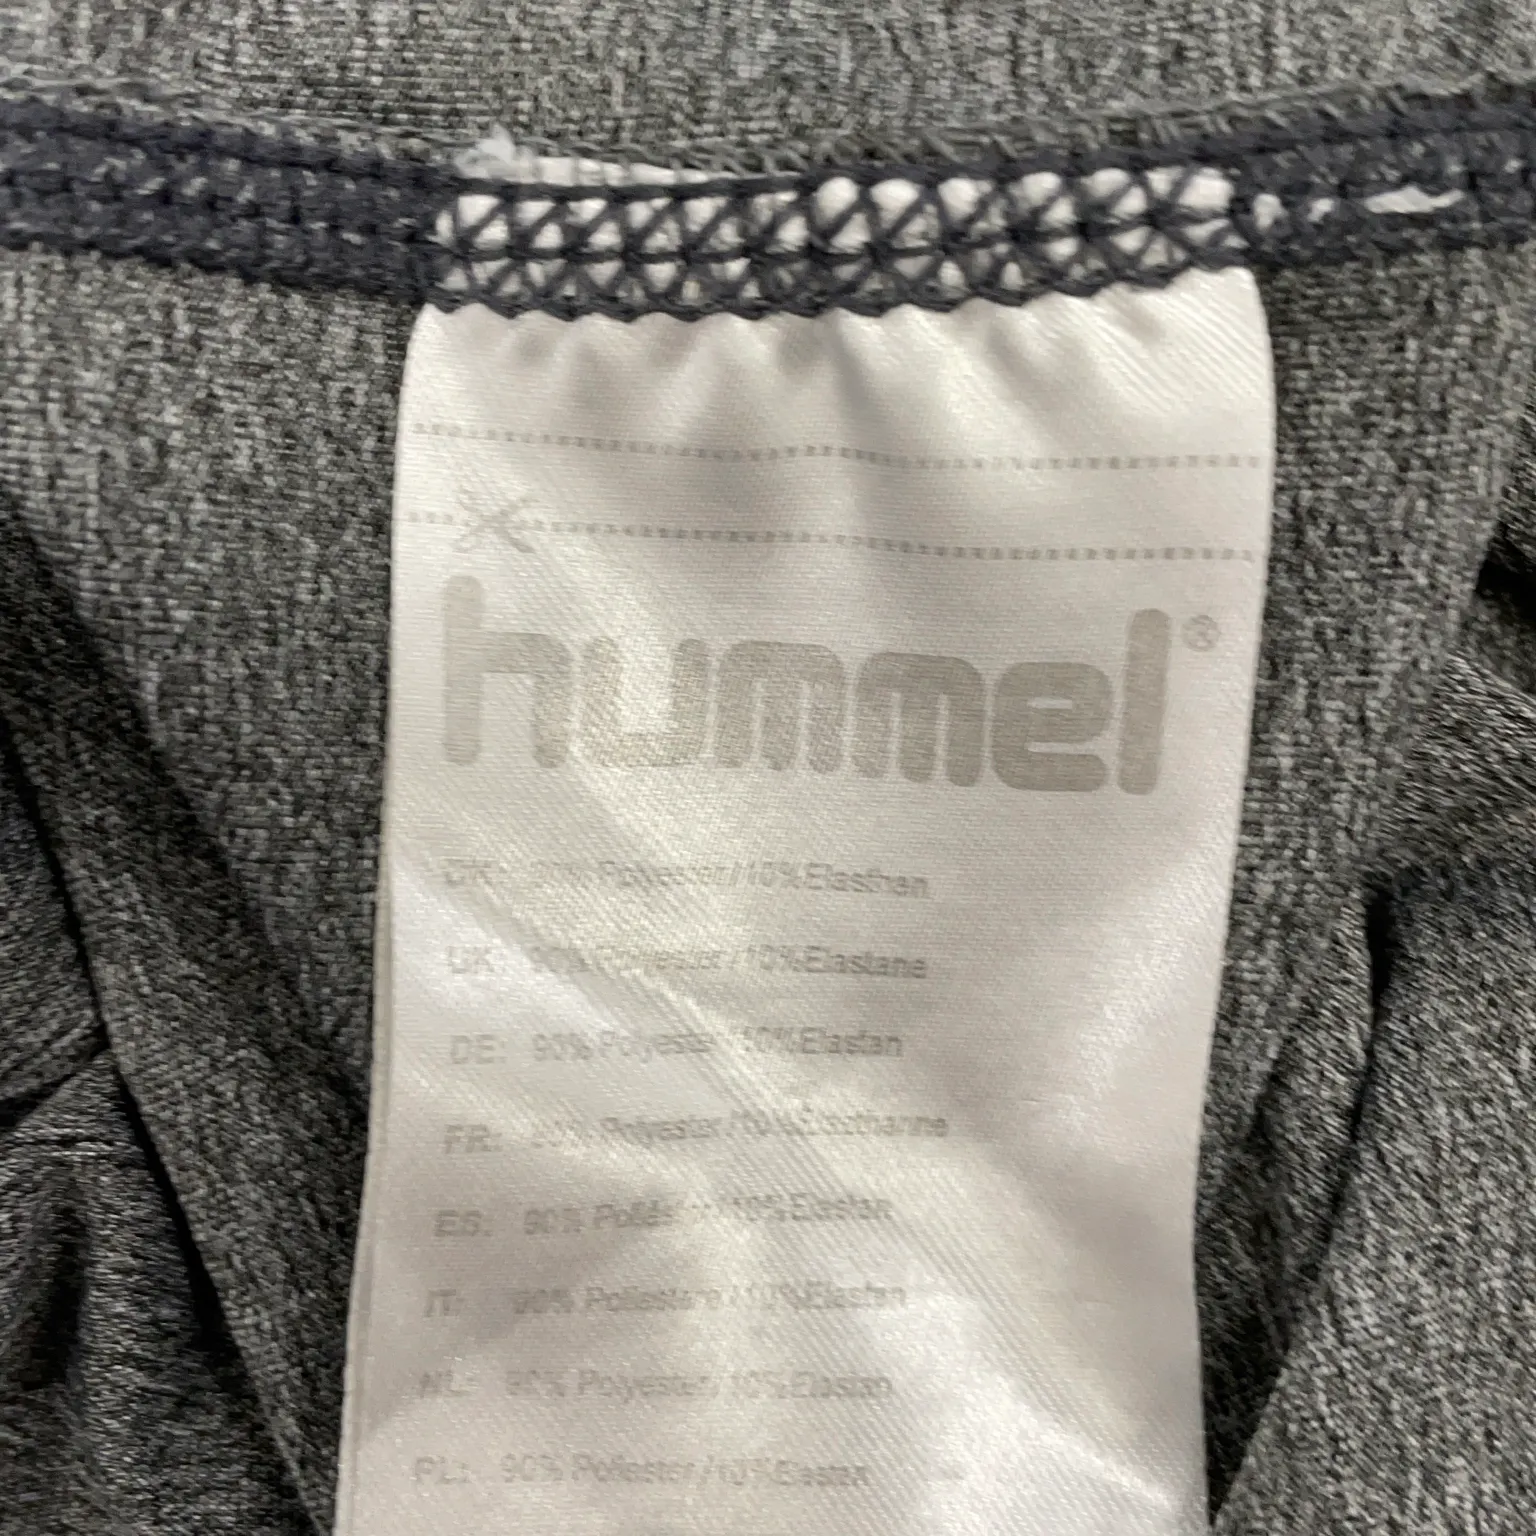 hummel®
DK: 90% Polyester / 10% Elasthan
UK: 90% Polyester / 10% Elastane
DE: 90% Polyester / 10% Elastan
FR: 90% Polyester / 10% Élasthanne
ES: 90% Poliéster / 10% Elastan
IT: 90% Poliestere / 10% Elastan
NL: 90% Polyester / 10% Elastan
PL: 90% Poliester / 10% Elastan